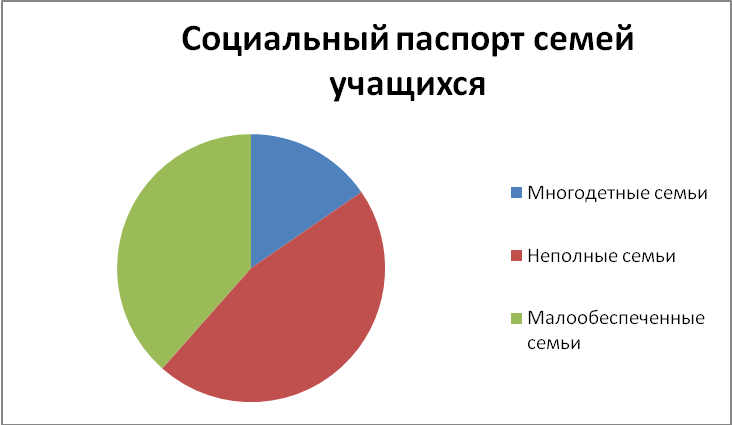 Социальный паспорт семей
учащихся
Многодетные семьи
Неполные семьи
Малообеспеченные
семьи